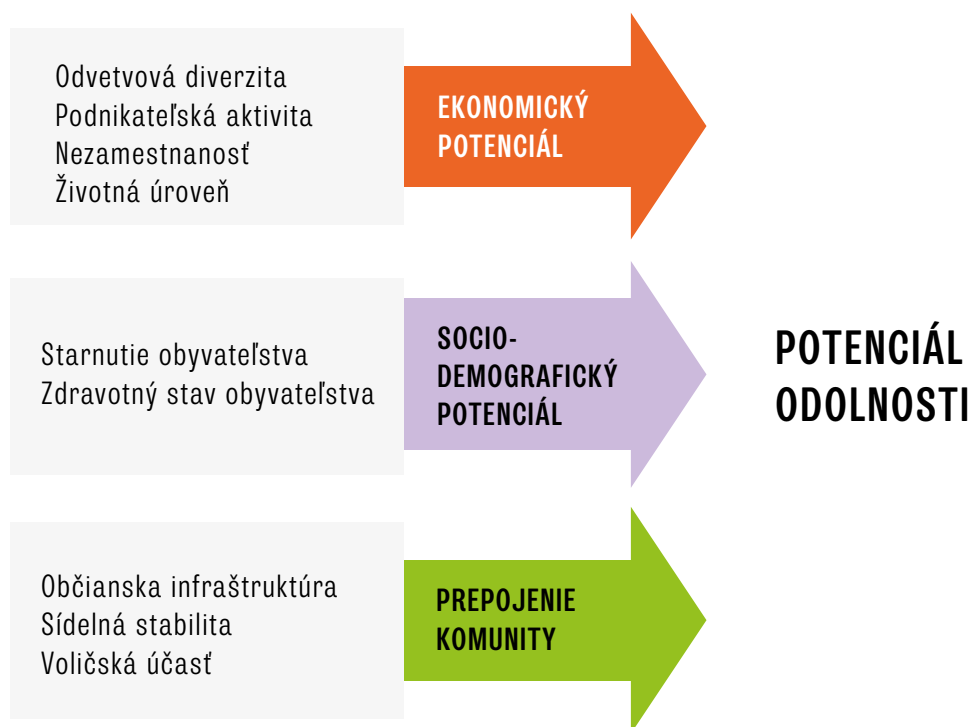 Odvetvová diverzita
Podnikateľská aktivita
Nezamestnanosť
Životná úroveň
EKONOMICKÝ
POTENCIÁL
Starnutie obyvateľstva
Zdravotný stav obyvateľstva
SOCIO-
DEMOGRAFICKÝ
POTENCIÁL
POTENCIÁL
ODOLNOSTI
Občianska infraštruktúra
Sídelná stabilita
Voličská účasť
PREPOJENIE
KOMUNITY